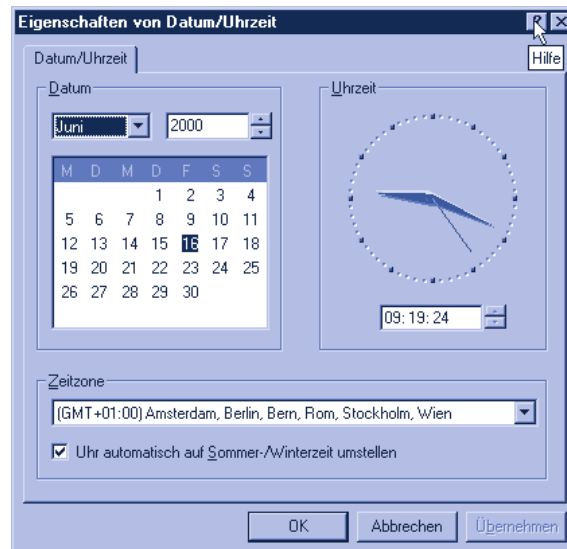 Eigenschaften von Datum/Uhrzeit
?
Hilfe
Datum/Uhrzeit
Datum
Juni 2000
M D M D F S S
1 2 3 4
5 6 7 8 9 10 11
12 13 14 15 16 17 18
19 20 21 22 23 24 25
26 27 28 29 30
Uhrzeit
09:19:24
Zeitzone
(GMT+01:00) Amsterdam, Berlin, Bern, Rom, Stockholm, Wien
Uhr automatisch auf Sommer-/Winterzeit umstellen
OK Abbrechen Übernehmen